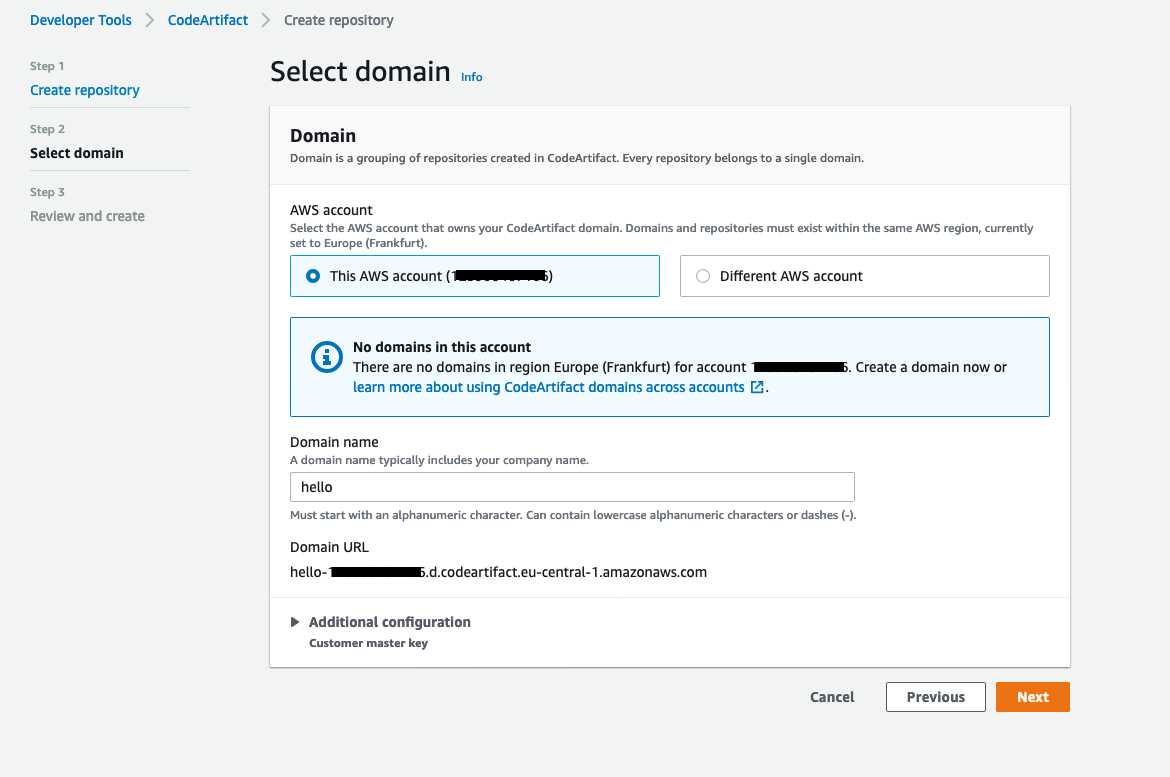 Developer Tools > CodeArtifact > Create repository
Step 1
Create repository
Step 2
Select domain
Step 3
Review and create
Select domain Info
Domain
Domain is a grouping of repositories created in CodeArtifact. Every repository belongs to a single domain.
AWS account
Select the AWS account that owns your CodeArtifact domain. Domains and repositories must exist within the same AWS region, currently
set to Europe (Frankfurt).
This AWS account (
Different AWS account
No domains in this account
There are no domains in region Europe (Frankfurt) for account . Create a domain now or
learn more about using CodeArtifact domains across accounts .
Domain name
A domain name typically includes your company name.
hello
Must start with an alphanumeric character. Can contain lowercase alphanumeric characters or dashes (-).
Domain URL
hello- .d.codeartifact.eu-central-1.amazonaws.com
Additional configuration
Customer master key
Cancel
Previous
Next